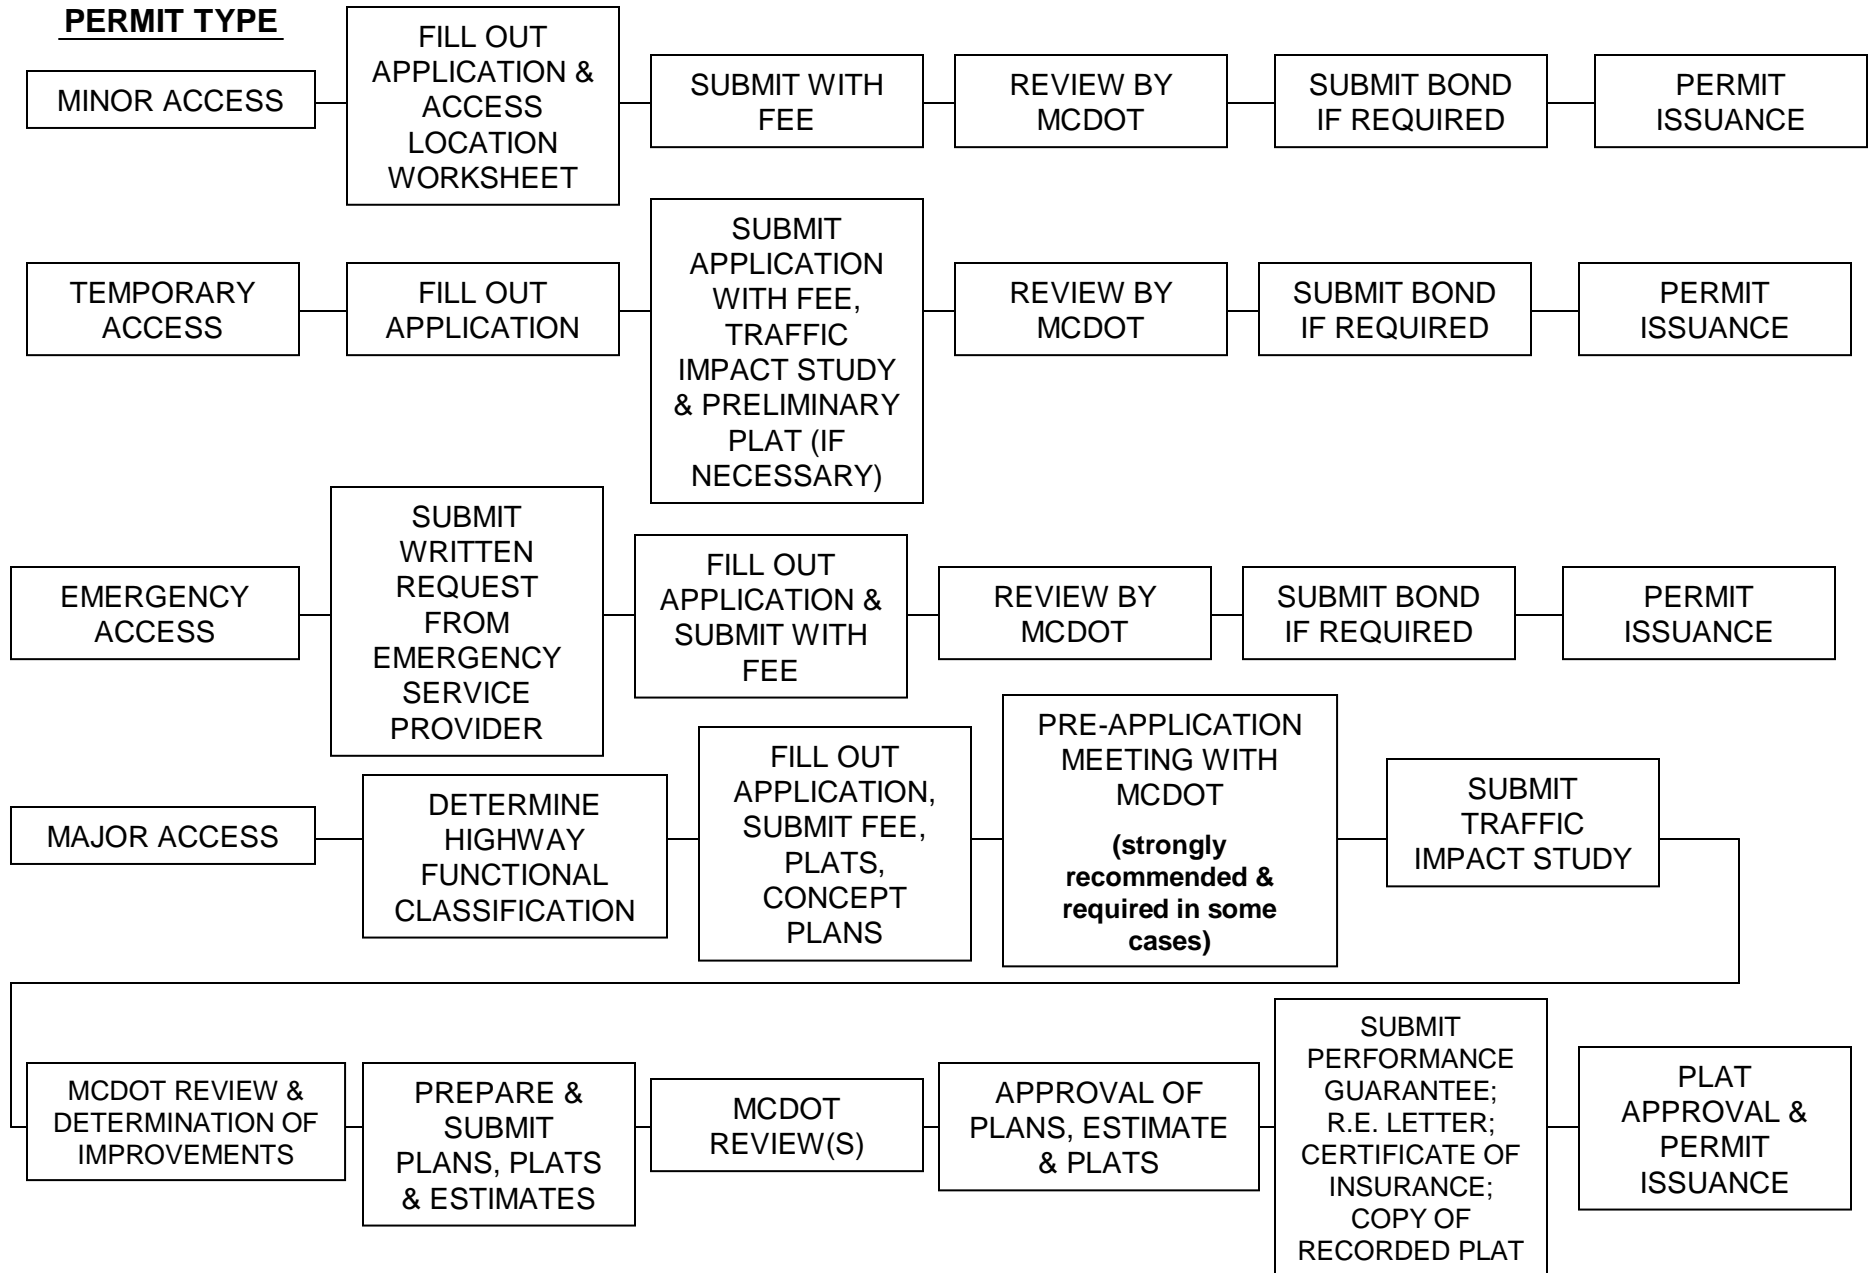 PERMIT TYPE
MINOR ACCESS
FILL OUT
APPLICATION &
ACCESS
LOCATION
WORKSHEET
SUBMIT WITH
FEE
REVIEW BY
MCDOT
SUBMIT BOND
IF REQUIRED
PERMIT
ISSUANCE
TEMPORARY
ACCESS
FILL OUT
APPLICATION
SUBMIT
APPLICATION
WITH FEE,
TRAFFIC
IMPACT STUDY
& PRELIMINARY
PLAT (IF
NECESSARY)
REVIEW BY
MCDOT
SUBMIT BOND
IF REQUIRED
PERMIT
ISSUANCE
EMERGENCY
ACCESS
SUBMIT
WRITTEN
REQUEST
FROM
EMERGENCY
SERVICE
PROVIDER
FILL OUT
APPLICATION &
SUBMIT WITH
FEE
REVIEW BY
MCDOT
SUBMIT BOND
IF REQUIRED
PERMIT
ISSUANCE
MAJOR ACCESS
DETERMINE
HIGHWAY
FUNCTIONAL
CLASSIFICATION
FILL OUT
APPLICATION,
SUBMIT FEE,
PLATS,
CONCEPT
PLANS
PRE-APPLICATION
MEETING WITH
MCDOT
(strongly
recommended &
required in some
cases)
SUBMIT
TRAFFIC
IMPACT STUDY
MCDOT REVIEW &
DETERMINATION OF
IMPROVEMENTS
PREPARE &
SUBMIT
PLANS, PLATS
& ESTIMATES
MCDOT
REVIEW(S)
APPROVAL OF
PLANS, ESTIMATE
& PLATS
SUBMIT
PERFORMANCE
GUARANTEE;
R.E. LETTER;
CERTIFICATE OF
INSURANCE;
COPY OF
RECORDED PLAT
PLAT
APPROVAL &
PERMIT
ISSUANCE